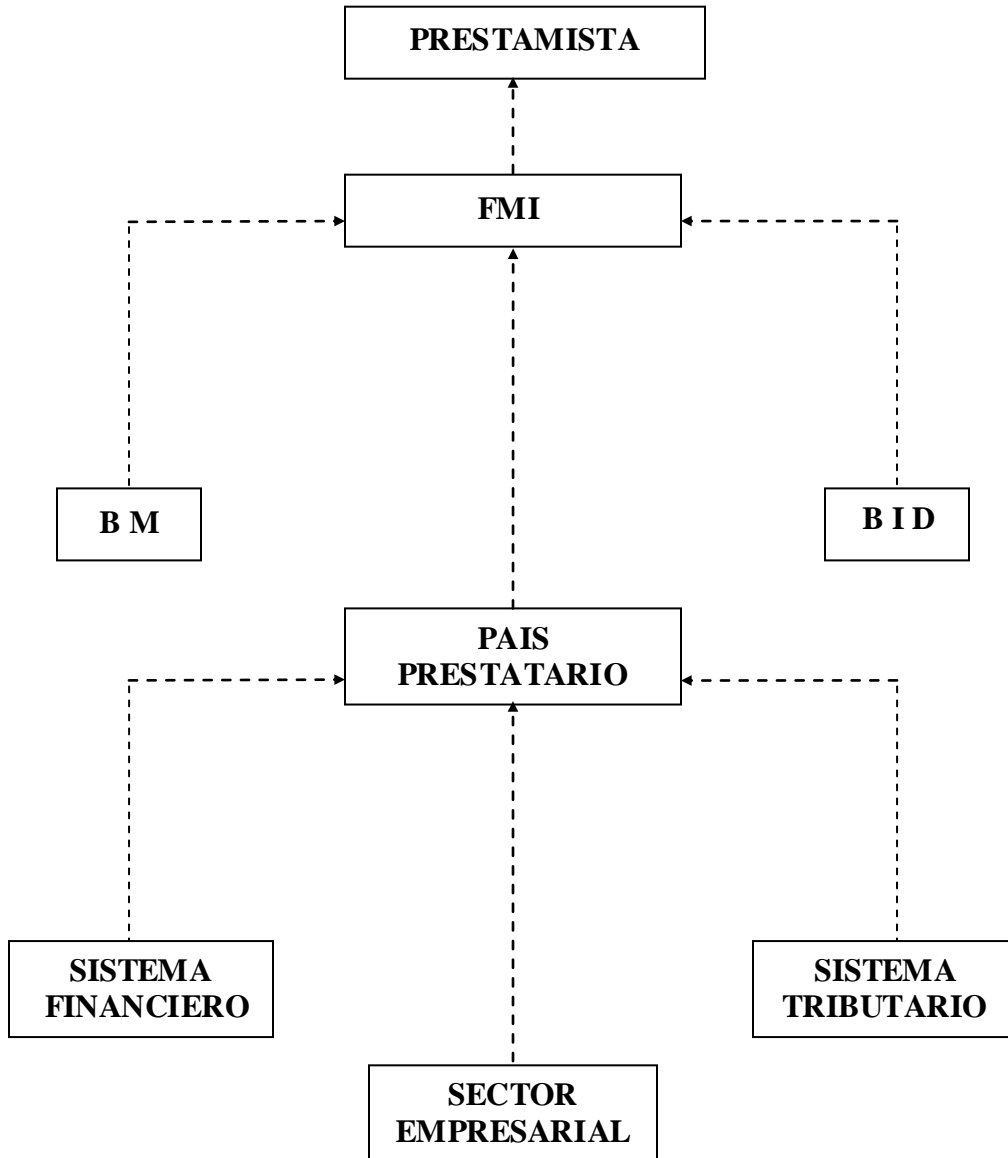 PRESTAMISTA
FMI
B M
B I D
PAIS
PRESTATARIO
SISTEMA
FINANCIERO
SISTEMA
TRIBUTARIO
SECTOR
EMPRESARIAL